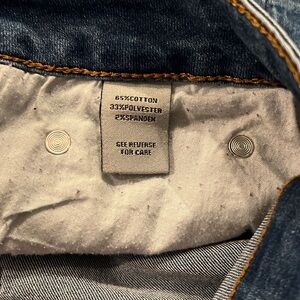 65%COTTON
33%POLYESTER
2%SPANDEX
SEE REVERSE
FOR CARE